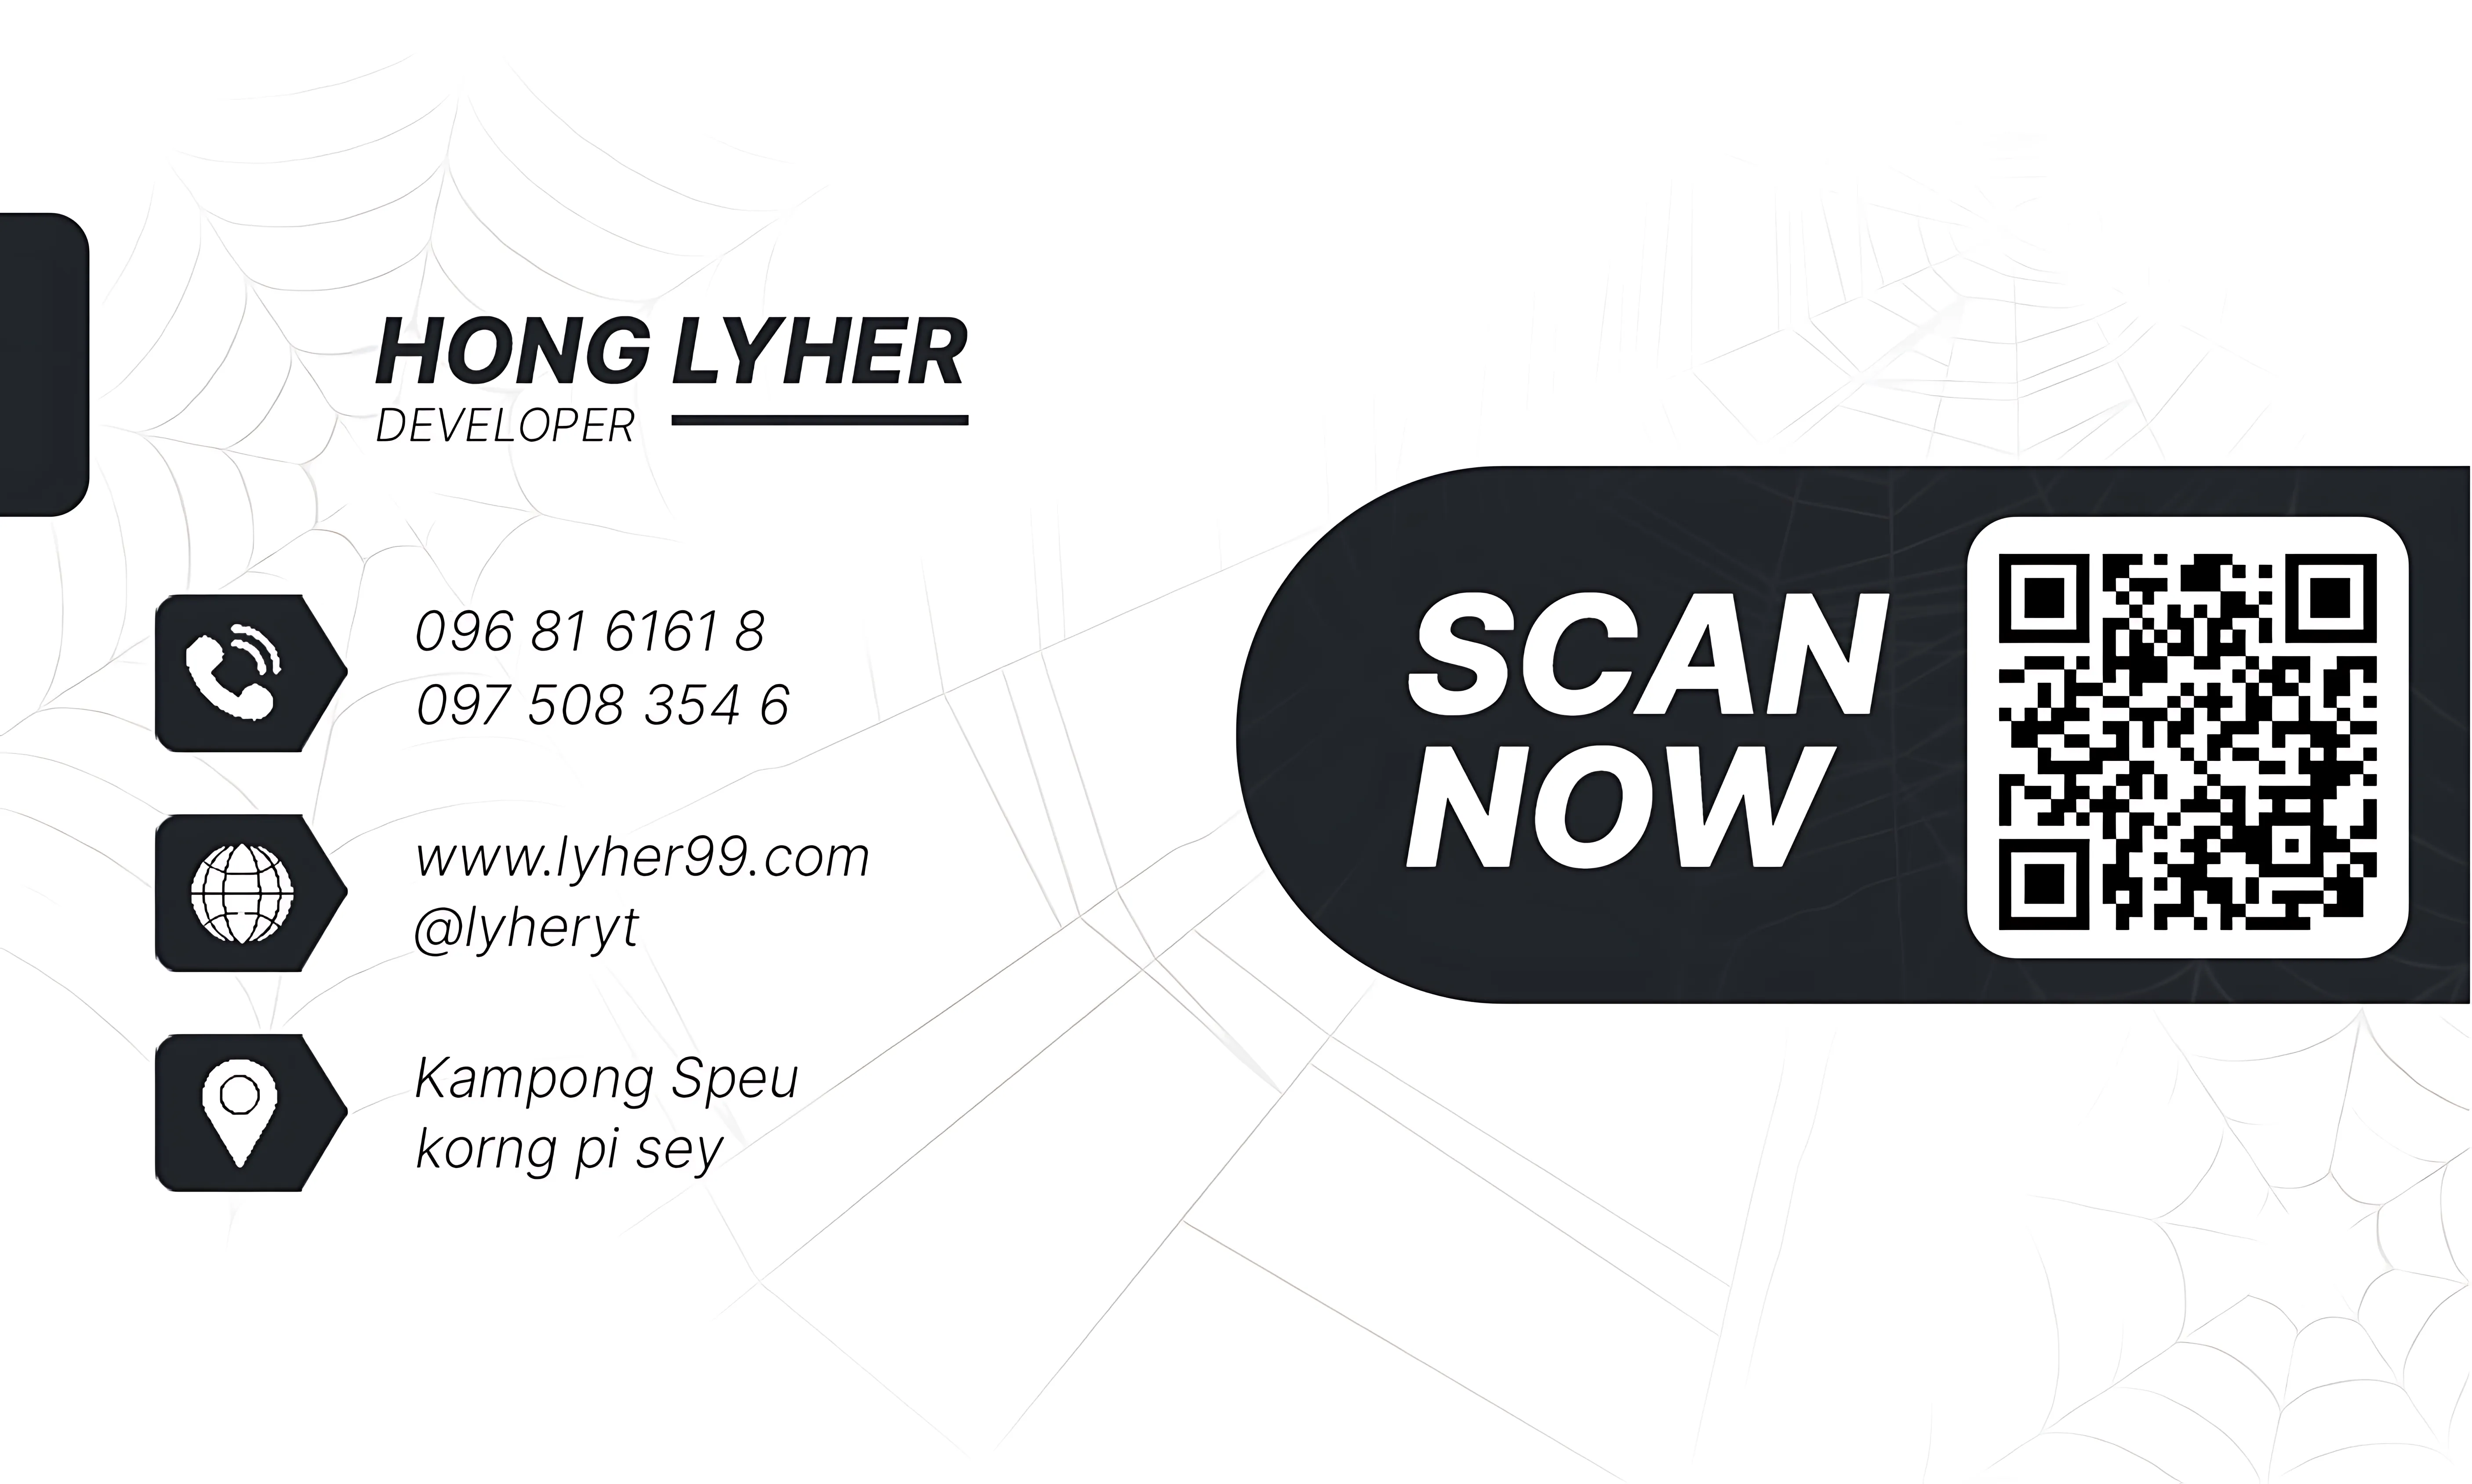 HONG LYHER
DEVELOPER
096 81 6161 8
097 508 354 6
www.lyher99.com
@lyheryt
Kampong Speu
korng pi sey
SCAN
NOW